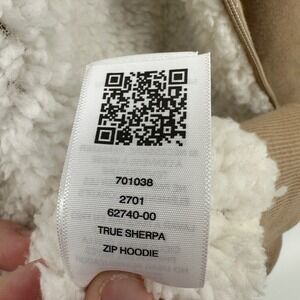 701038
2701
62740-00
TRUE SHERPA
ZIP HOODIE